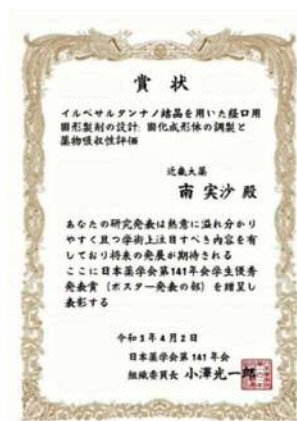 賞状
イルベサルタンナノ結晶を用いた経口用
固形製剤の設計: 固化成形体の調製と
薬物吸収性評価
近畿大薬
南 実沙 殿
あなたの研究発表は熱意に溢れ分かり
やすく且つ学術上注目すべき内容を有
しており将来の発展が期待される
ここに日本薬学会第141年会学生優秀
発表賞(ポスター発表の部)を贈呈し
表彰する
令和3年4月2日
日本薬学会第 141 年会
組織委員長 小澤光一郎